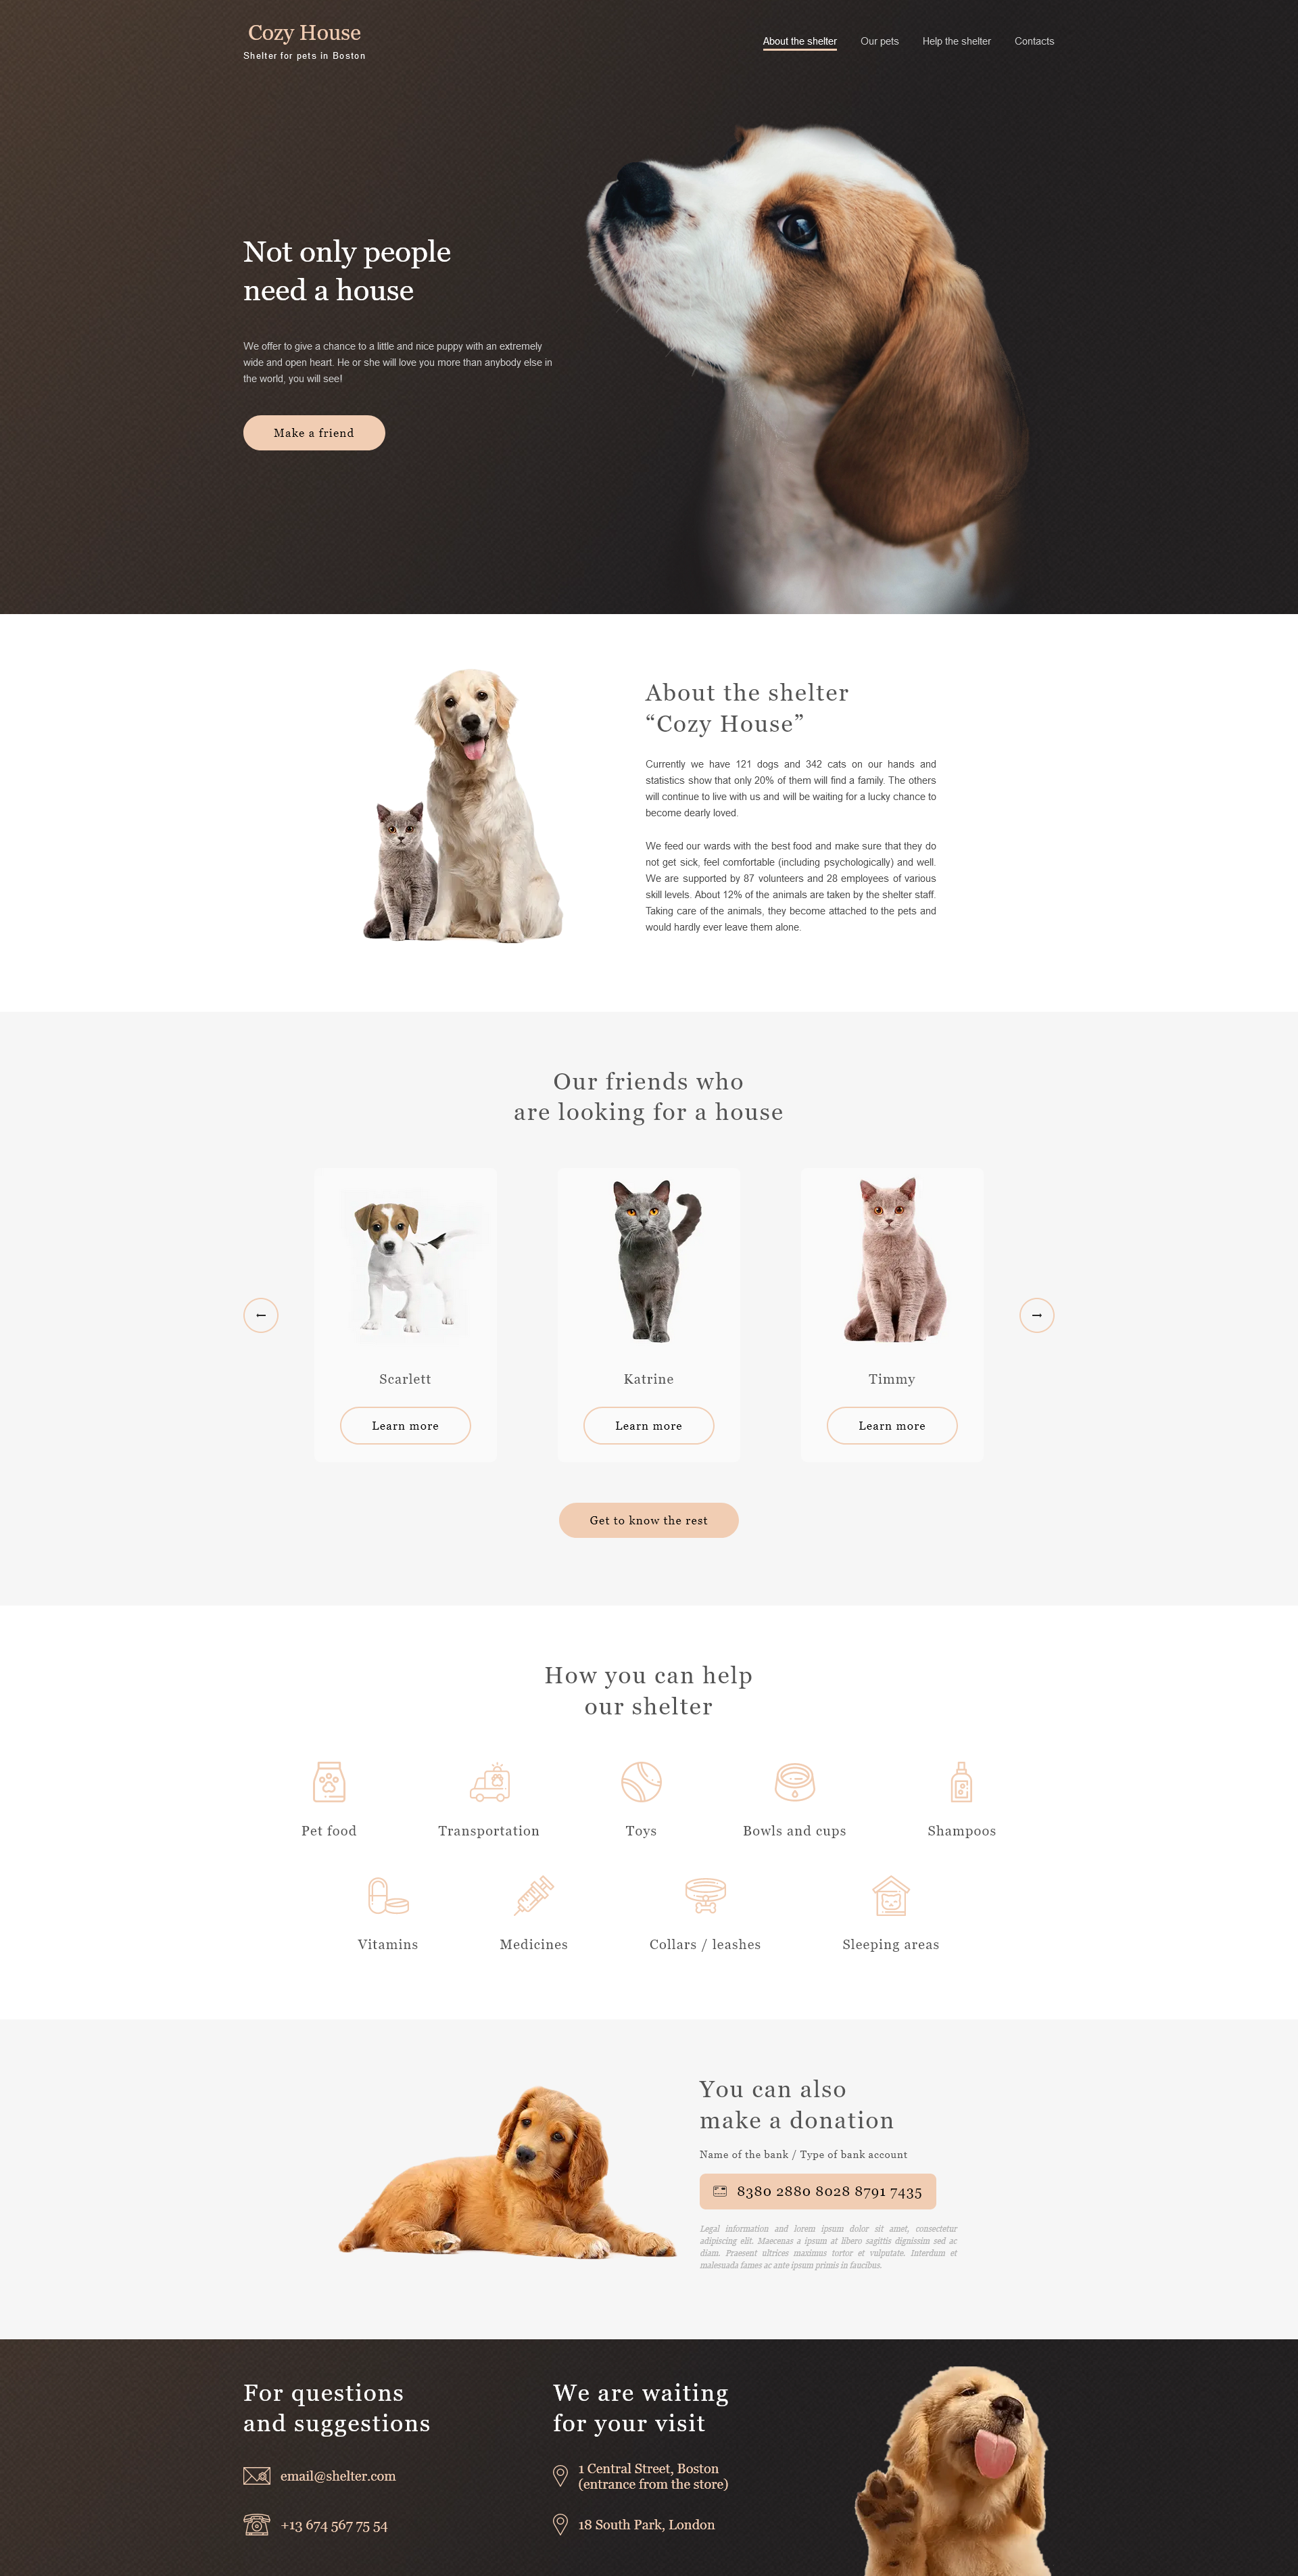 Cozy House
Shelter for pets in Boston
About the shelter
Our pets
Help the shelter
Contacts
Not only people
need a house
We offer to give a chance to a little and nice puppy with an extremely
wide and open heart. He or she will love you more than anybody else in
the world, you will see!
Make a friend
About the shelter
“Cozy House”
Currently we have 121 dogs and 342 cats on our hands and
statistics show that only 20% of them will find a family. The others
will continue to live with us and will be waiting for a lucky chance to
become dearly loved.
We feed our wards with the best food and make sure that they do
not get sick, feel comfortable (including psychologically) and well.
We are supported by 87 volunteers and 28 employees of various
skill levels. About 12% of the animals are taken by the shelter staff.
Taking care of the animals, they become attached to the pets and
would hardly ever leave them alone.
Our friends who
are looking for a house
Scarlett
Learn more
Katrine
Learn more
Timmy
Learn more
Get to know the rest
How you can help
our shelter
Pet food
Transportation
Toys
Bowls and cups
Shampoos
Vitamins
Medicines
Collars / leashes
Sleeping areas
You can also
make a donation
Name of the bank / Type of bank account
8380 2880 8028 8791 7435
Legal information and lorem ipsum dolor sit amet, consectetur
adipiscing elit. Maecenas a ipsum at libero sagittis dignissim sed ac
diam. Praesent ultrices maximus tortor et vulputate. Interdum et
malesuada fames ac ante ipsum primis in faucibus.
For questions
and suggestions
email@shelter.com
+13 674 567 75 54
We are waiting
for your visit
1 Central Street, Boston
(entrance from the store)
18 South Park, London